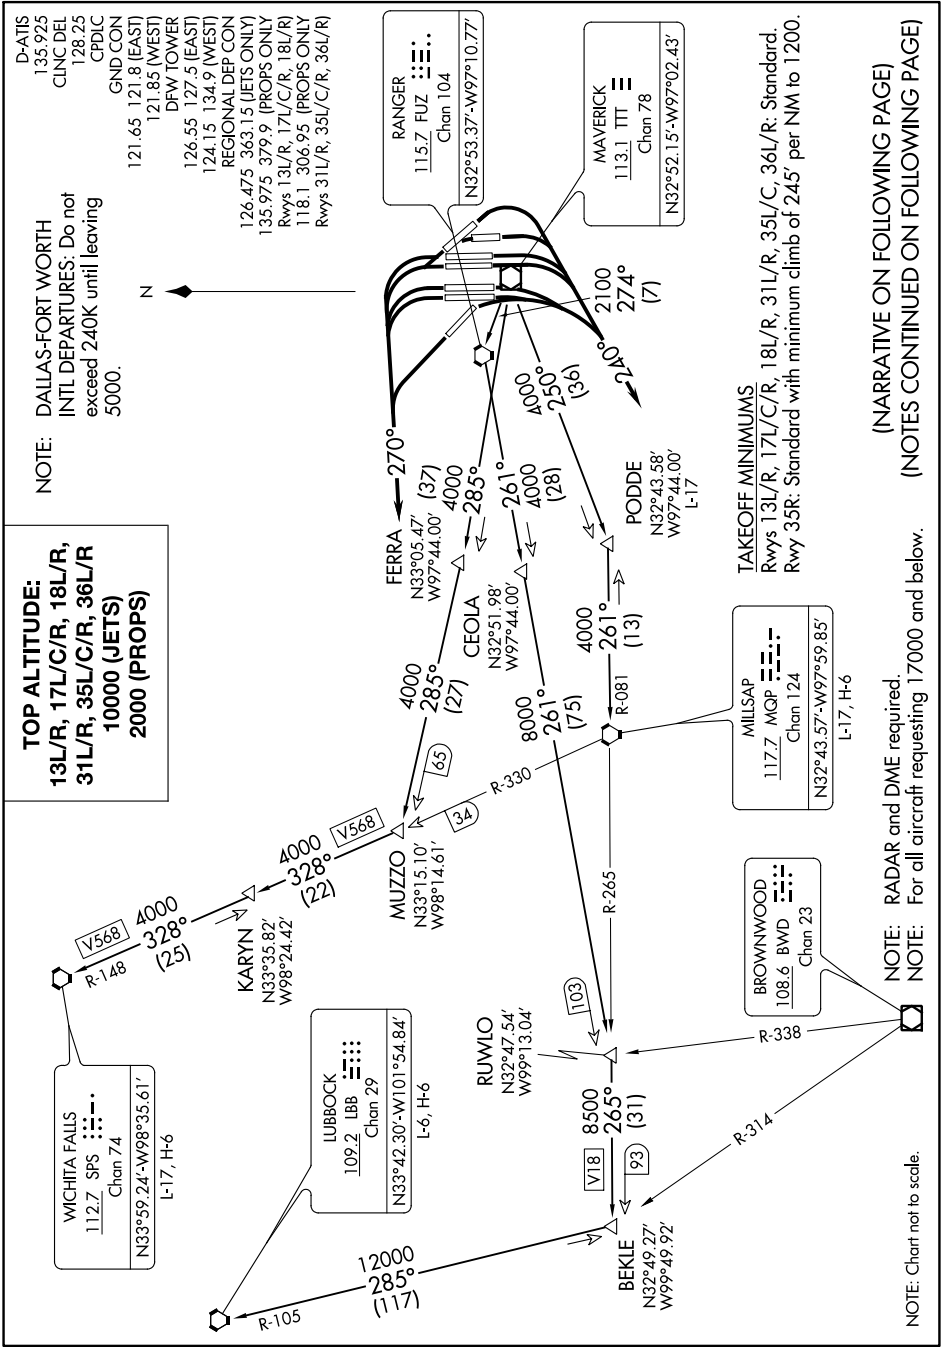 D-ATIS
135.925
CLNC DEL
128.25
CPDLC
GND CON
121.65 121.8 (EAST)
121.85 (WEST)
DFW TOWER
126.55 127.5 (EAST)
124.15 134.9 (WEST)
REGIONAL DEP CON
126.475 363.15 (JETS ONLY)
135.975 379.9 (PROPS ONLY
Rwys 13L/R, 17L/C/R, 18L/R)
118.1 306.95 (PROPS ONLY
Rwys 31L/R, 35L/C/R, 36L/R)
NOTE: DALLAS-FORT WORTH
INTL DEPARTURES: Do not
exceed 240K until leaving
5000.
TOP ALTITUDE:
13L/R, 17L/C/R, 18L/R,
31L/R, 35L/C/R, 36L/R
10000 (JETS)
2000 (PROPS)
N
RANGER
115.7 FUZ
Chan 104
N32°53.37'-W97°10.77'
MAVERICK
113.1 TTT
Chan 78
N32°52.15'-W97°02.43'
270°
240°
2100
274°
(7)
4000
250°
(36)
(37)
4000
285°
261°
4000
(28)
FERRA
N33°05.47'
W97°44.00'
CEOLA
N32°51.98'
W97°44.00'
PODDE
N32°43.58'
W97°44.00'
L-17
4000
285°
(27)
8000
261°
(75)
4000
261°
(13)
R-081
MILLSAP
117.7 MQP
Chan 124
N32°43.57'-W97°59.85'
L-17, H-6
65
34
R-330
V568
4000
328°
(22)
MUZZO
N33°15.10'
W98°14.61'
KARYN
N33°35.82'
W98°24.42'
V568
4000
328°
(25)
R-148
WICHITA FALLS
112.7 SPS
Chan 74
N33°59.24'-W98°35.61'
L-17, H-6
LUBBOCK
109.2 LBB
Chan 29
N33°42.30'-W101°54.84'
L-6, H-6
R-265
103
RUWLO
N32°47.54'
W99°13.04'
8500
265°
(31)
V18
93
BEKLE
N32°49.27'
W99°49.92'
12000
285°
(117)
R-105
BROWNWOOD
108.6 BWD
Chan 23
R-338
R-314
TAKEOFF MINIMUMS
Rwys 13L/R, 17L/C/R, 18L/R, 31L/R, 35L/C, 36L/R: Standard.
Rwy 35R: Standard with minimum climb of 245' per NM to 1200.
NOTE: RADAR and DME required.
NOTE: For all aircraft requesting 17000 and below.
(NARRATIVE ON FOLLOWING PAGE)
(NOTES CONTINUED ON FOLLOWING PAGE)
NOTE: Chart not to scale.